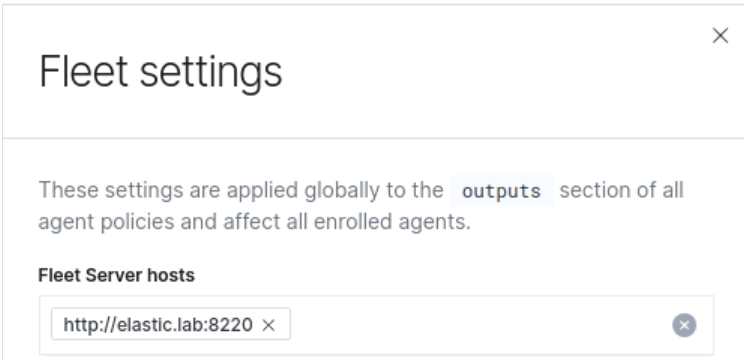 Fleet settings
These settings are applied globally to the outputs section of all
agent policies and affect all enrolled agents.
Fleet Server hosts
http://elastic.lab:8220